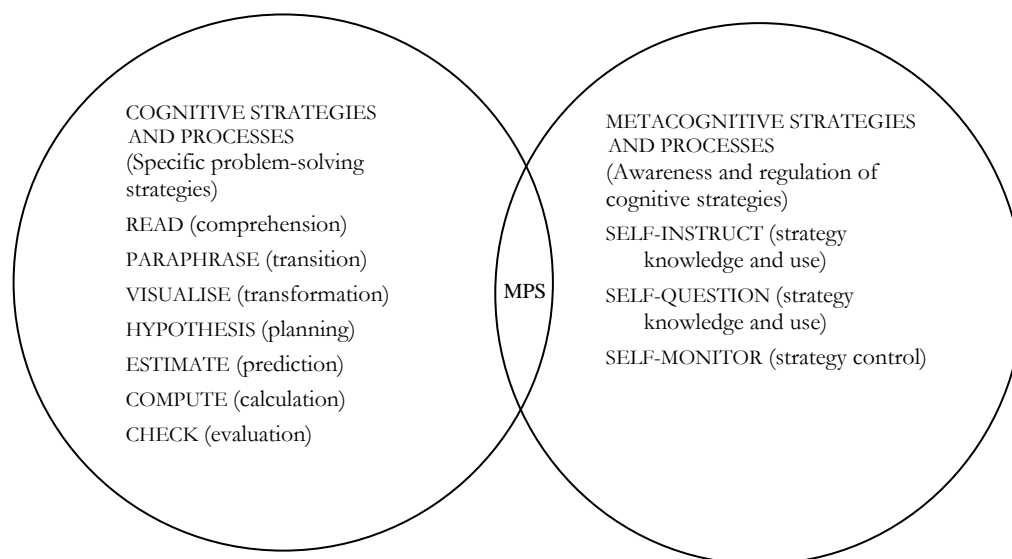 COGNITIVE STRATEGIES
AND PROCESSES
(Specific problem-solving
strategies)
READ (comprehension)
PARAPHRASE (transition)
VISUALISE (transformation)
HYPOTHESIS (planning)
ESTIMATE (prediction)
COMPUTE (calculation)
CHECK (evaluation)
MPS
METACOGNITIVE STRATEGIES
AND PROCESSES
(Awareness and regulation of
cognitive strategies)
SELF-INSTRUCT (strategy
knowledge and use)
SELF-QUESTION (strategy
knowledge and use)
SELF-MONITOR (strategy control)